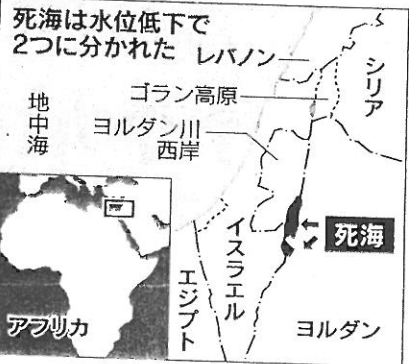 死海は水位低下で
2つに分かれた
レバノン
シリア
ゴラン高原
地中海
ヨルダン川
西岸
死海
イスラエル
エジプト
ヨルダン
アフリカ